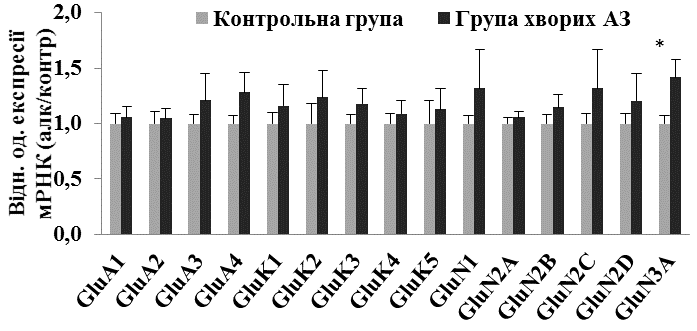 Відн. од. експресії
мРНК (алк/контр)
2,0
1,5
1,0
0,5
0,0
Контрольна група
Група хворих АЗ
*
GluA1
GluA2
GluA3
GluA4
GluK1
GluK2
GluK3
GluK4
GluK5
GluN1
GluN2A
GluN2B
GluN2C
GluN2D
GluN3A